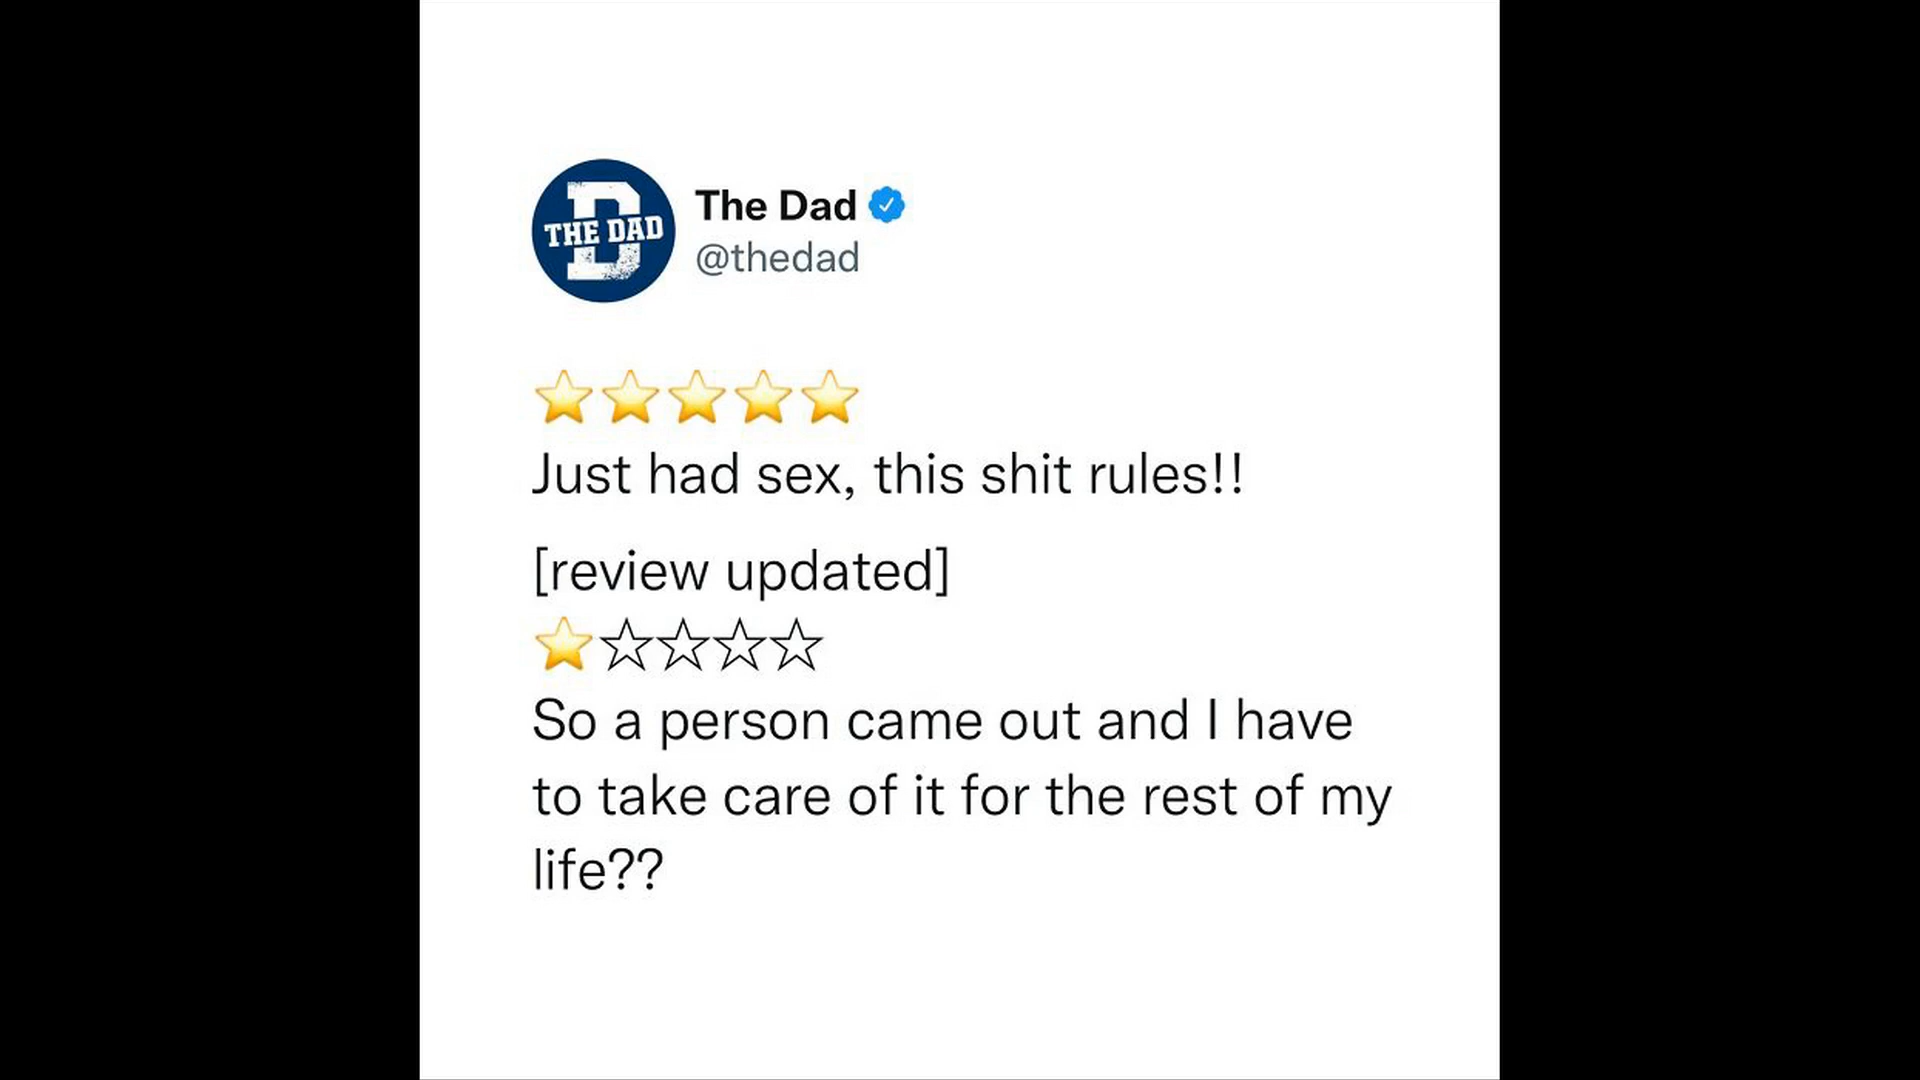 D
THE DAD
The Dad
@thedad
⭐⭐⭐⭐⭐
Just had sex, this shit rules!!
[review updated]
⭐☆☆☆☆
So a person came out and I have
to take care of it for the rest of my
life??